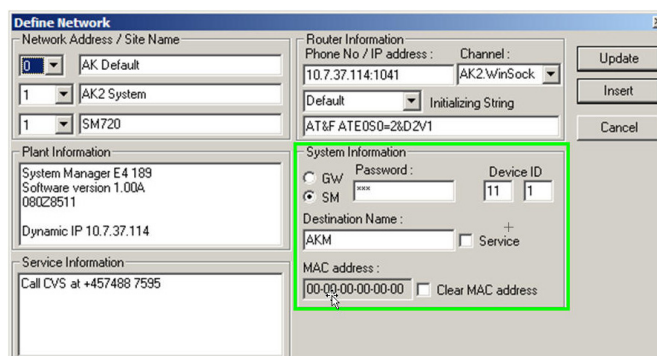 Define Network
Network Address / Site Name
0 AK Default
1 AK2 System
1 SM720
Router Information
Phone No / IP address : Channel :
10.7.37.114:1041 AK2.WinSock
Default Initializing String
AT&F ATE0S0=2&D2V1
Update
Insert
Cancel
Plant Information
System Manager E4 189
Software version 1.00A
080Z8511
Dynamic IP 10.7.37.114
System Information
GW Password : Device ID
SM *** 11 1
Destination Name :
AKM Service
MAC address :
00-00-00-00-00-00 Clear MAC address
Service Information
Call CVS at +457488 7595